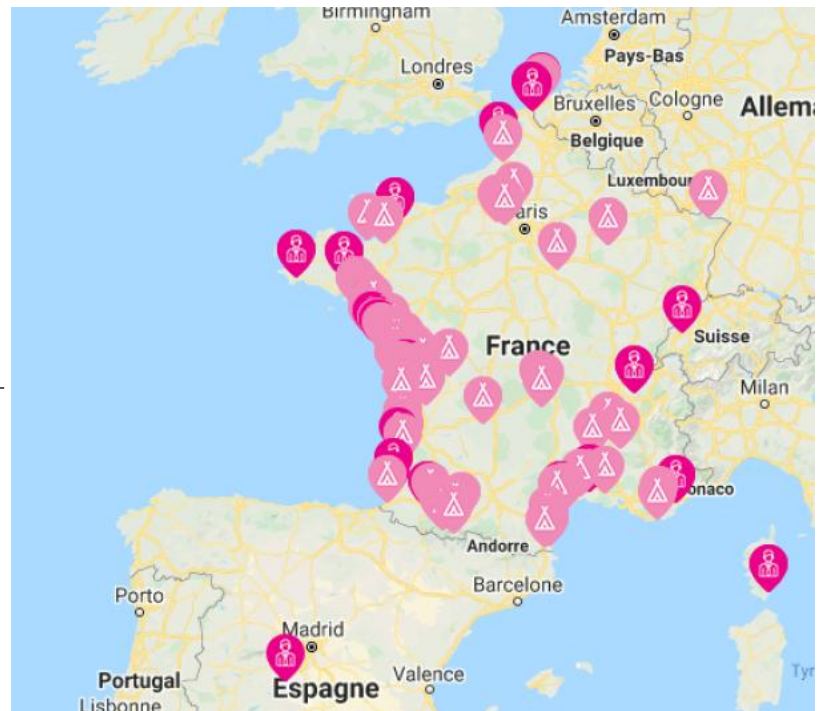 Birmingham
Amsterdam
Pays-Bas
Londres
Bruxelles
Cologne
Allema
Belgique
Luxembour
aris
France
Suisse
Milan
onaco
Andorre
Porto
Barcelone
Madrid
Portugal
Espagne
Valence
Lisbonne
Tyr